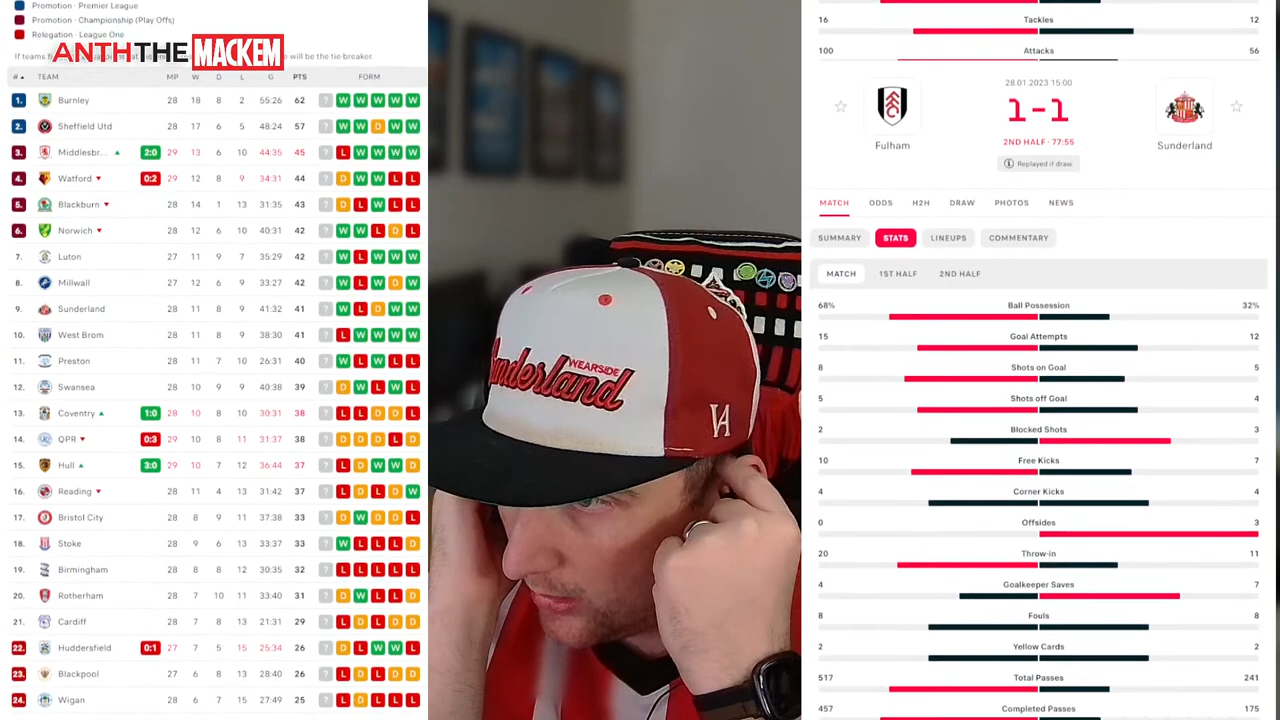 Promotion - Premier League
Promotion - Championship (Play Offs)
Relegation - League One
ANTHTHEMACKEM
If teams
will be the tie-breaker.
# TEAM MP W D L G PTS FORM
1. Burnley 28 18 8 2 55:26 62 ? W W W W W
2. Sheffield Utd 28 17 6 5 48:24 57 ? W W D W W
3. Middlesbr... 2:0 29 13 6 10 44:35 45 ? L W W W W
4. Watford 0:2 29 12 8 9 34:31 44 ? D W W L L
5. Blackburn 28 14 1 13 31:35 43 ? D L W L L
6. Norwich 28 12 6 10 40:31 42 ? W W L D L
7. Luton 27 11 9 7 35:29 42 ? W L W W W
8. Millwall 27 12 6 9 33:27 42 ? W L W D W
9. Sunderland 28 11 8 9 41:32 41 ? W L D W W
10. West Brom 28 11 8 9 38:30 41 ? L W W W W
11. Preston 28 11 7 10 26:31 40 ? W L W L L
12. Swansea 28 10 9 9 40:38 39 ? D W L W L
13. Coventry 1:0 28 10 8 10 30:31 38 ? L L D D L
14. QPR 0:3 29 10 8 11 31:37 38 ? D D D L D
15. Hull 3:0 29 10 7 12 36:44 37 ? L D W W D
16. Reading 28 11 4 13 31:42 37 ? L D L D W
17. Bristol City 28 8 9 11 37:38 33 ? D W D D L
18. Stoke 28 9 6 13 33:37 33 ? W L L L D
19. Birmingham 28 8 8 12 30:35 32 ? L L L L L
20. Rotherham 28 7 10 11 33:40 31 ? D W L L D
21. Cardiff 28 7 8 13 21:31 29 ? L D L D D
22. Huddersfield 0:1 27 7 5 15 25:34 26 ? D L W W L
23. Blackpool 27 6 8 13 28:40 26 ? L D L D D
24. Wigan 28 6 7 15 27:49 25 ? L D L L L
WEARSIDE
Sunderland
16 Tackles 12
100 Attacks 56
28.01.2023 15:00
1-1
2ND HALF - 77:55
Fulham Sunderland
Replayed if draw.
MATCH ODDS H2H DRAW PHOTOS NEWS
SUMMARY STATS LINEUPS COMMENTARY
MATCH 1ST HALF 2ND HALF
68% Ball Possession 32%
15 Goal Attempts 12
8 Shots on Goal 5
5 Shots off Goal 4
2 Blocked Shots 3
10 Free Kicks 7
4 Corner Kicks 4
0 Offsides 3
20 Throw-in 11
4 Goalkeeper Saves 7
8 Fouls 8
2 Yellow Cards 2
517 Total Passes 241
457 Completed Passes 175